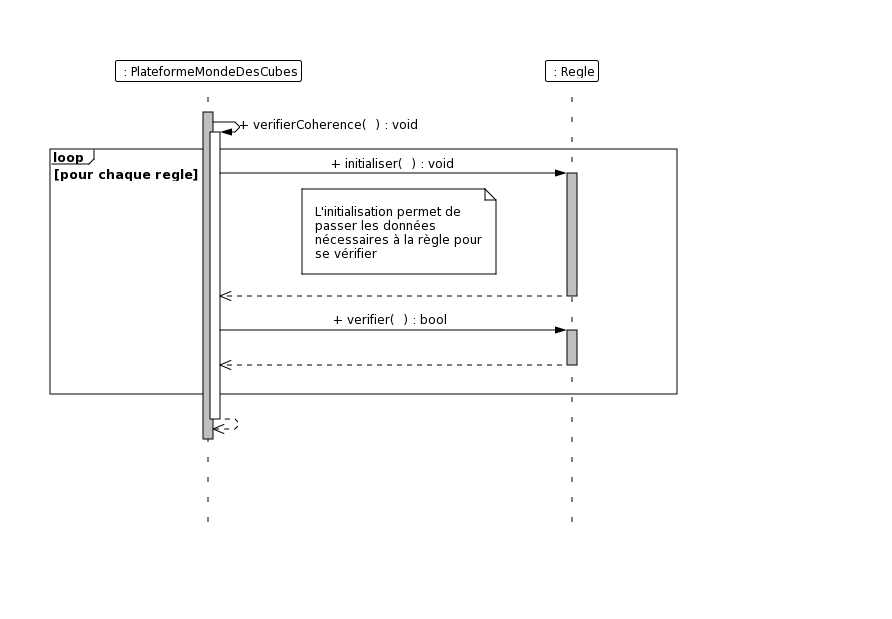 : PlateformeMondeDesCubes
: Regle
+ verifierCoherence( ) : void
loop
[pour chaque regle]
+ initialiser( ) : void
L'initialisation permet de
passer les données
nécessaires à la règle pour
se vérifier
+ verifier( ) : bool